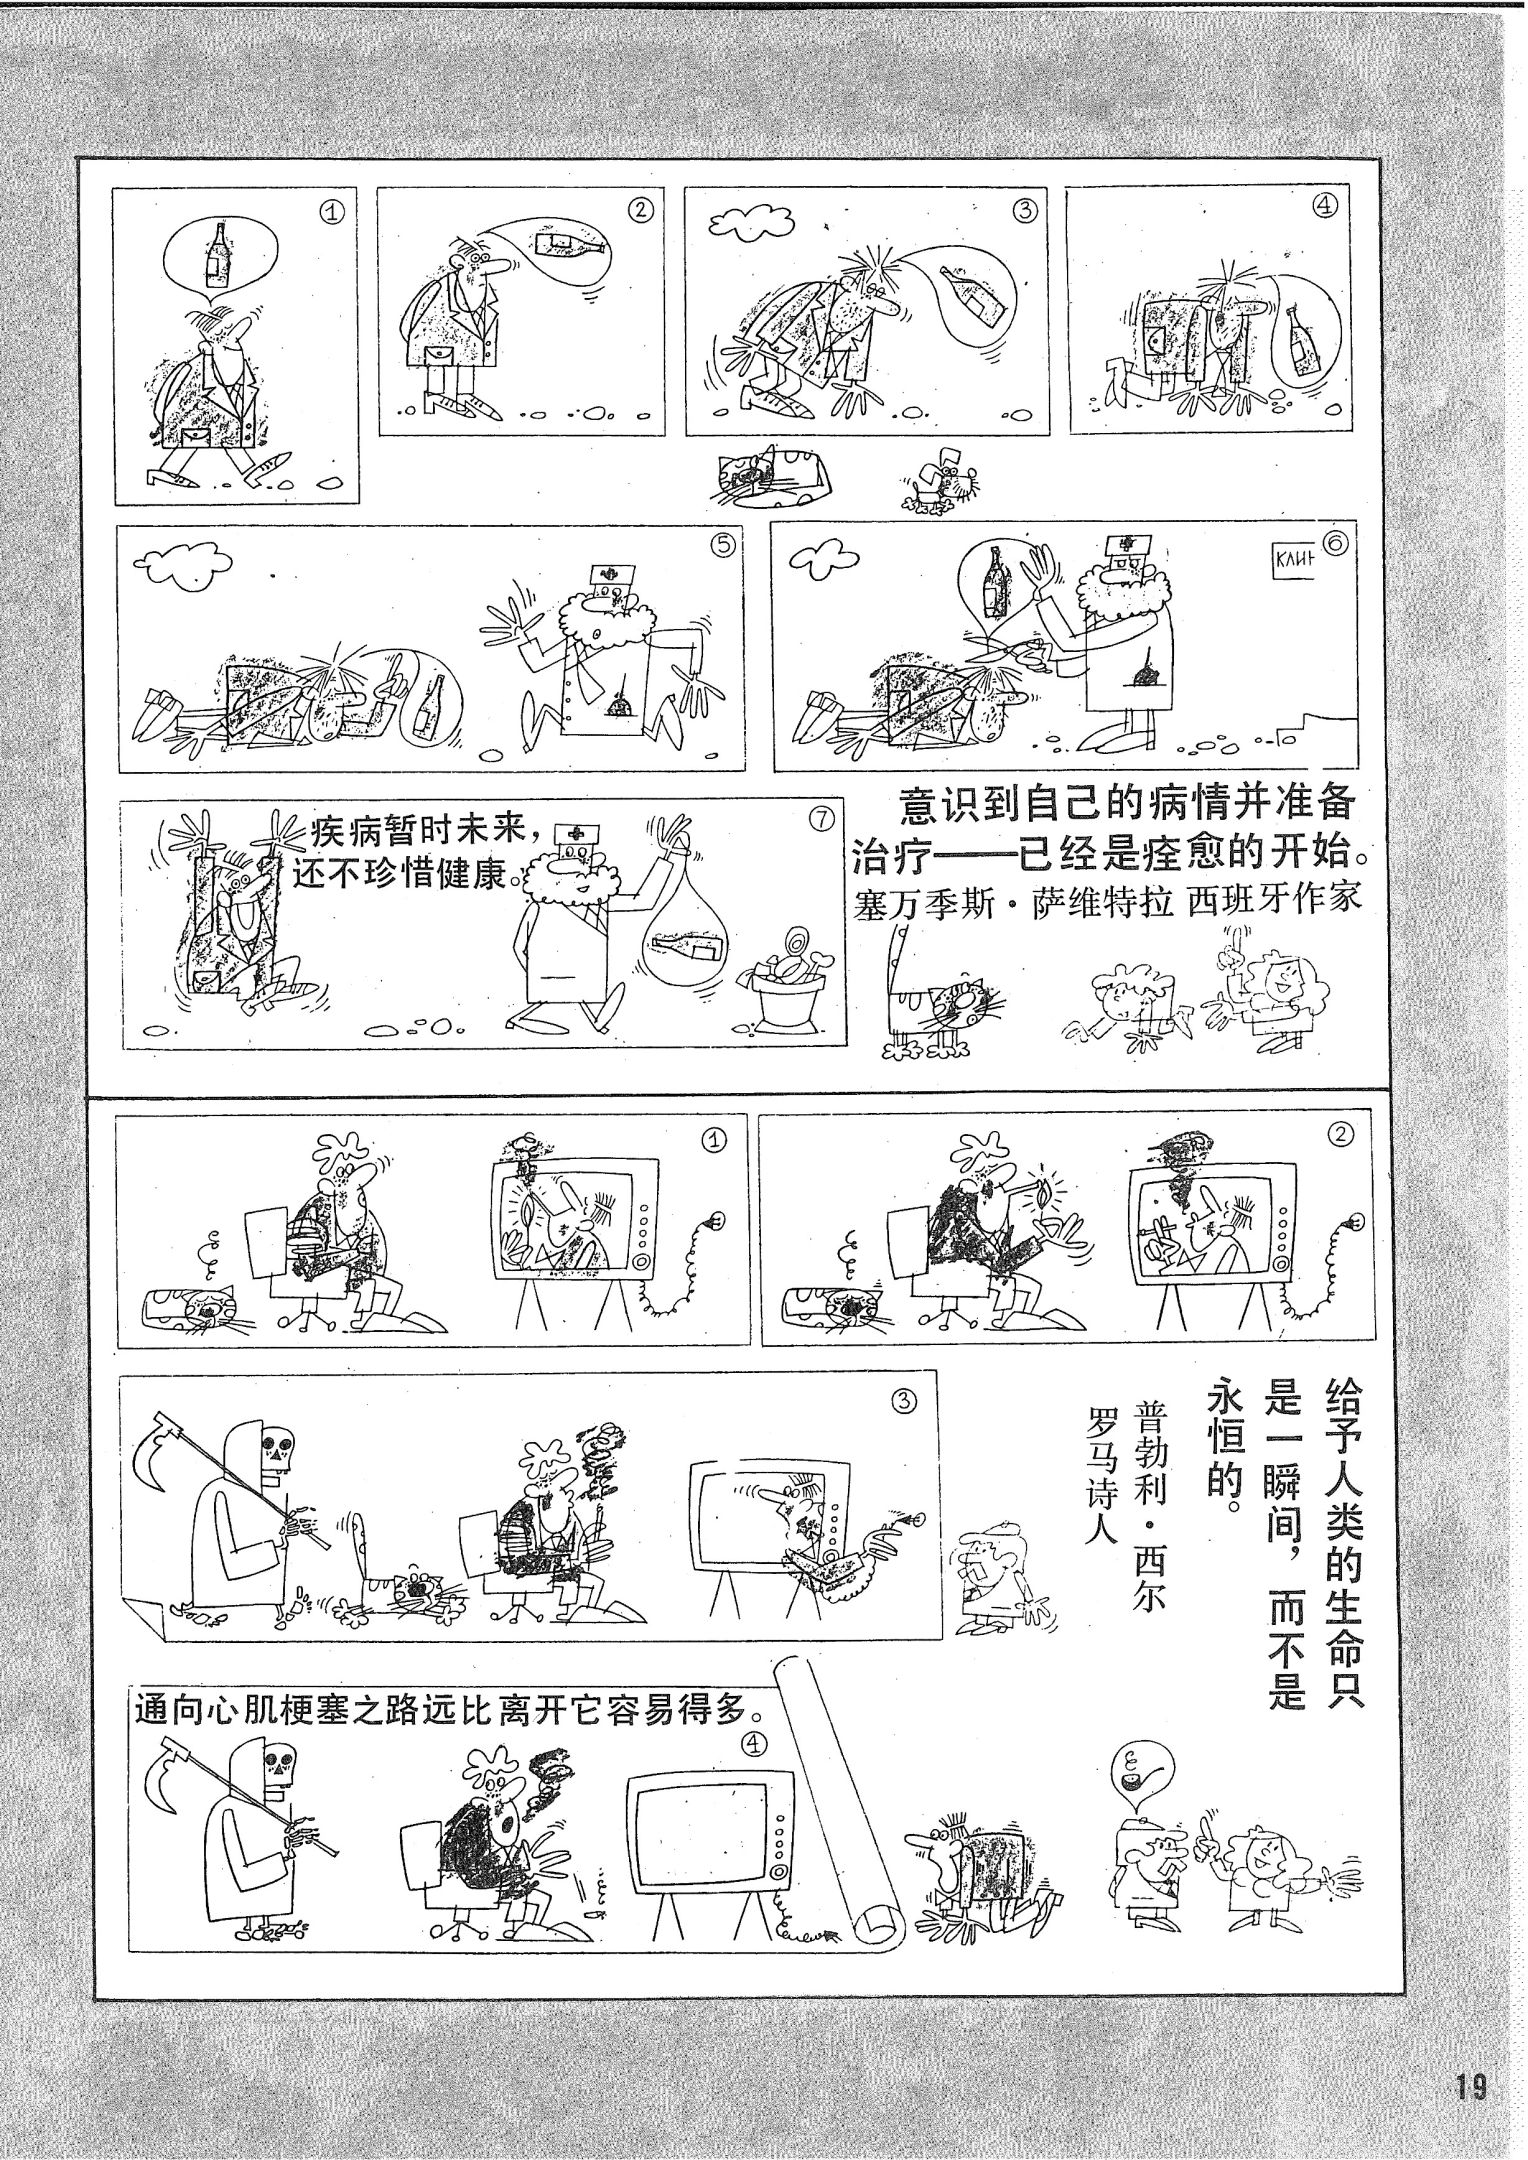 ①
②
③
④
⑤
⑥
КЛИН
⑦
疾病暂时未来，
还不珍惜健康。
意识到自己的病情并准备
治疗——已经是痊愈的开始。
塞万季斯·萨维特拉 西班牙作家
①
②
③
给予人类的生命只
是一瞬间，而不是
永恒的。
普勃利·西尔
罗马诗人
通向心肌梗塞之路远比离开它容易得多。
④
19